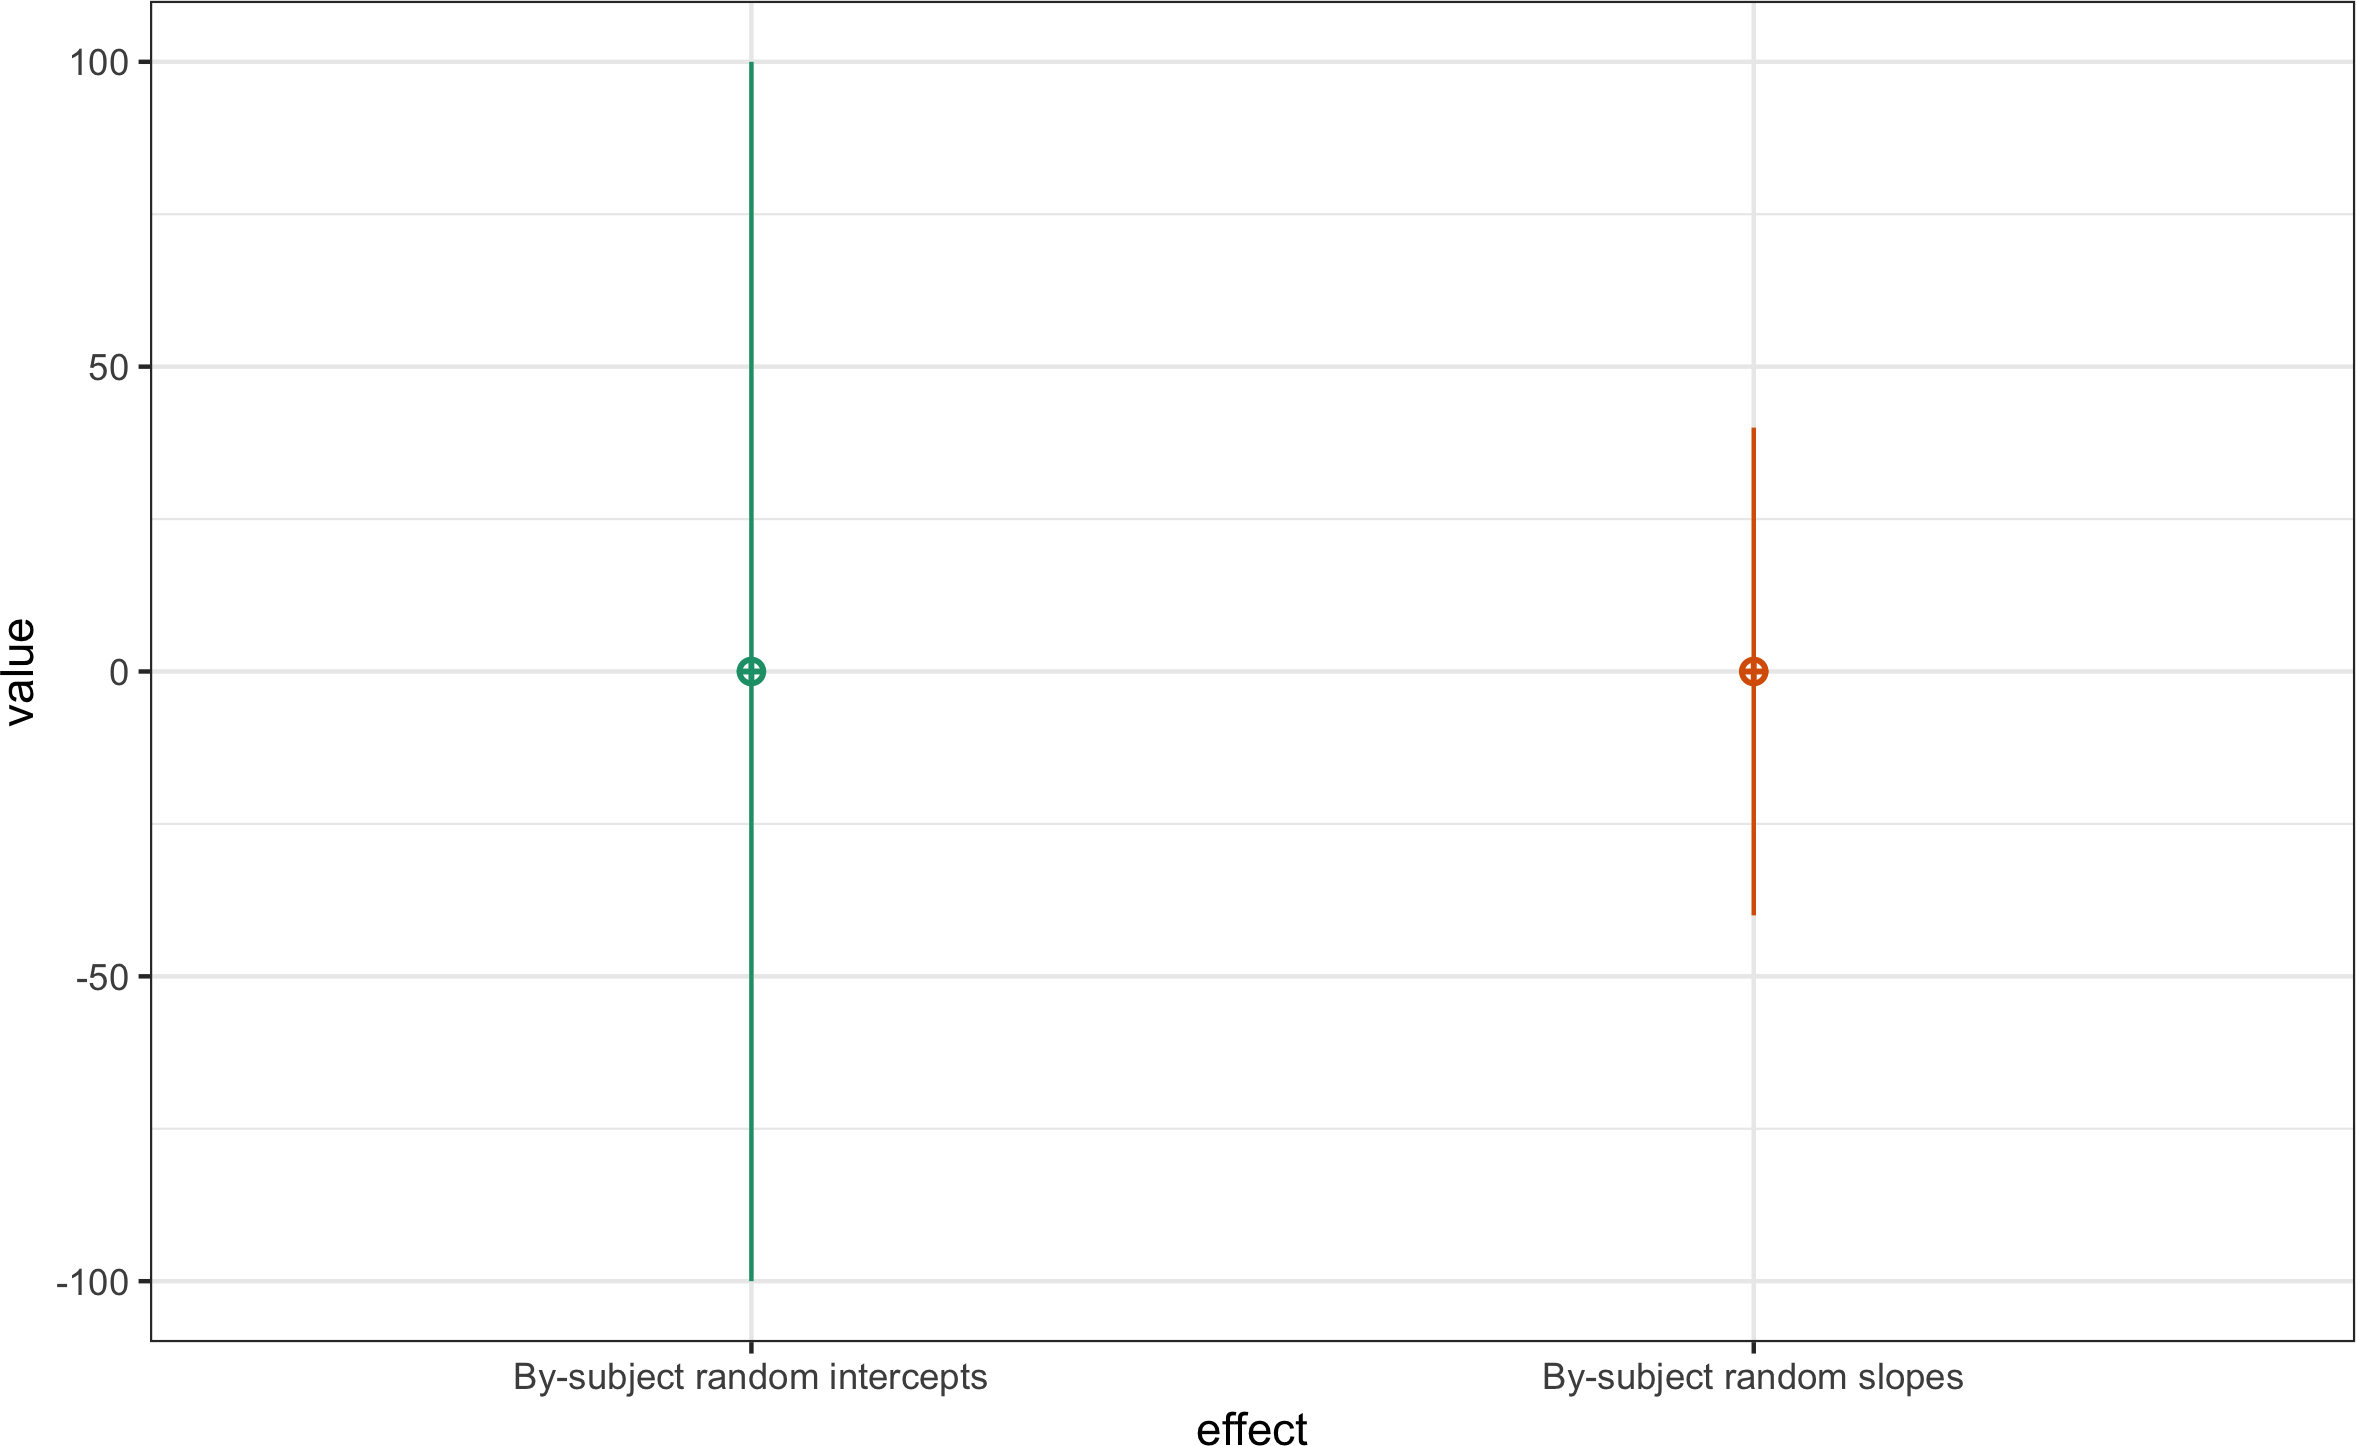 100
50
0
-50
-100
value
By-subject random intercepts
By-subject random slopes
effect